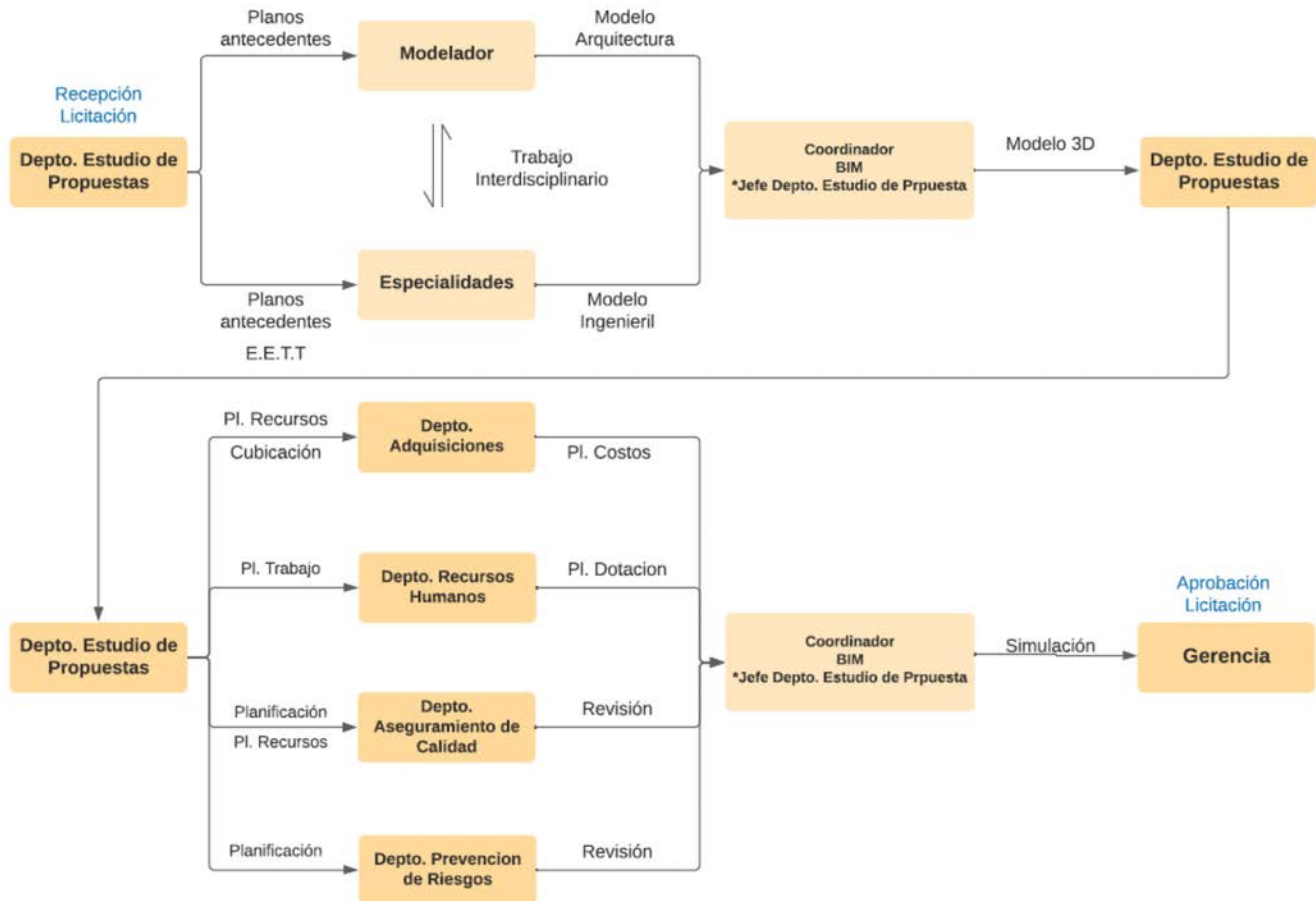 Planos
antecedentes
Modelador
Modelo
Arquitectura
Recepción
Licitación
Depto. Estudio de
Propuestas
Trabajo
Interdisciplinario
Coordinador
BIM
*Jefe Depto. Estudio de Prpuesta
Modelo 3D
Depto. Estudio de
Propuestas
Especialidades
Planos
antecedentes
E.E.T.T
Modelo
Ingenieril
Pl. Recursos
Cubicación
Depto.
Adquisiciones
Pl. Costos
Pl. Trabajo
Depto. Recursos
Humanos
Pl. Dotacion
Depto. Estudio de
Propuestas
Coordinador
BIM
*Jefe Depto. Estudio de Prpuesta
Simulación
Aprobación
Licitación
Gerencia
Planificación
Pl. Recursos
Depto.
Aseguramiento de
Calidad
Revisión
Planificación
Depto. Prevencion
de Riesgos
Revisión